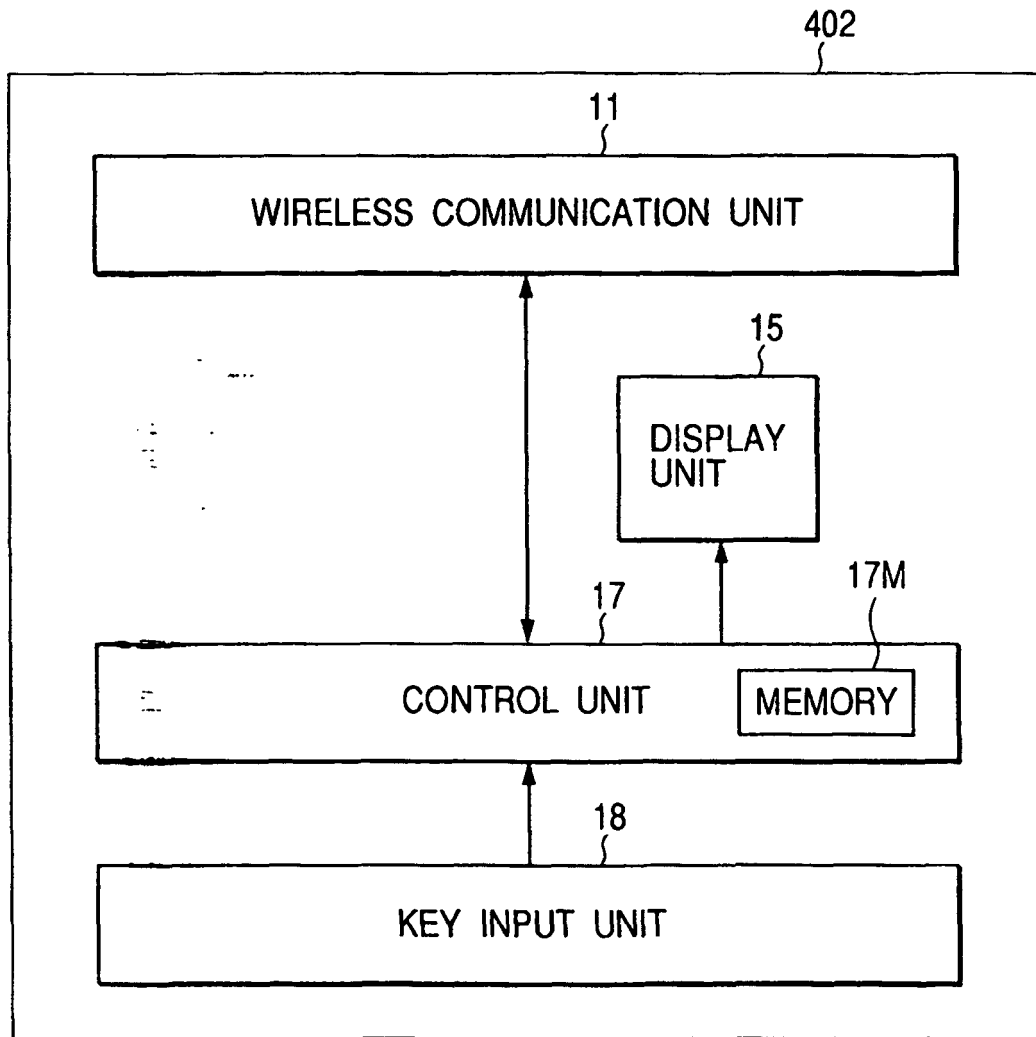 402
11
WIRELESS COMMUNICATION UNIT
15
DISPLAY
UNIT
17M
17
CONTROL UNIT
MEMORY
18
KEY INPUT UNIT